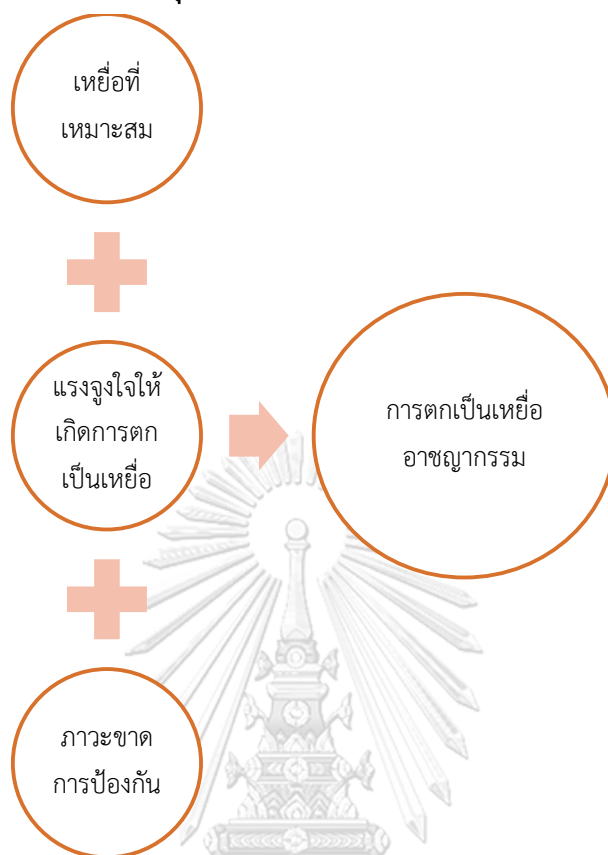 เหยื่อที่
เหมาะสม
แรงจูงใจให้
เกิดการตก
เป็นเหยื่อ
การตกเป็นเหยื่อ
อาชญากรรม
ภาวะขาด
การป้องกัน